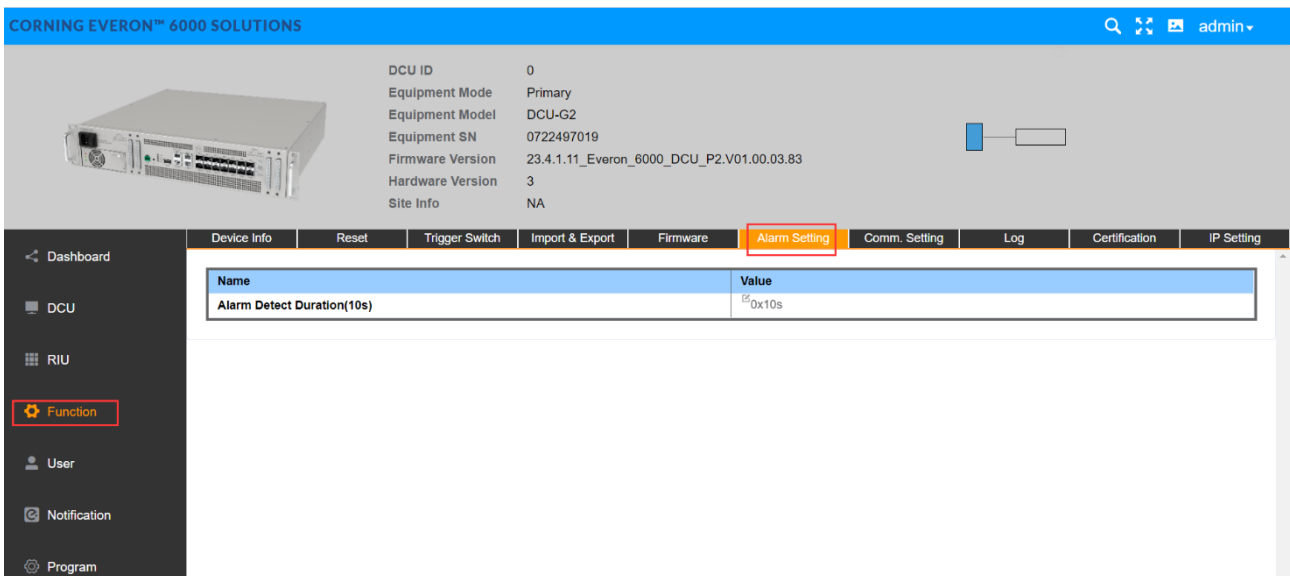 CORNING EVERON™ 6000 SOLUTIONS admin
DCU ID 0
Equipment Mode Primary
Equipment Model DCU-G2
Equipment SN 0722497019
Firmware Version 23.4.1.11_Everon_6000_DCU_P2.V01.00.03.83
Hardware Version 3
Site Info NA
Device Info Reset Trigger Switch Import & Export Firmware Alarm Setting Comm. Setting Log Certification IP Setting
Dashboard
DCU
RIU
Function
User
Notification
Program
Name Value
Alarm Detect Duration(10s) 0x10s